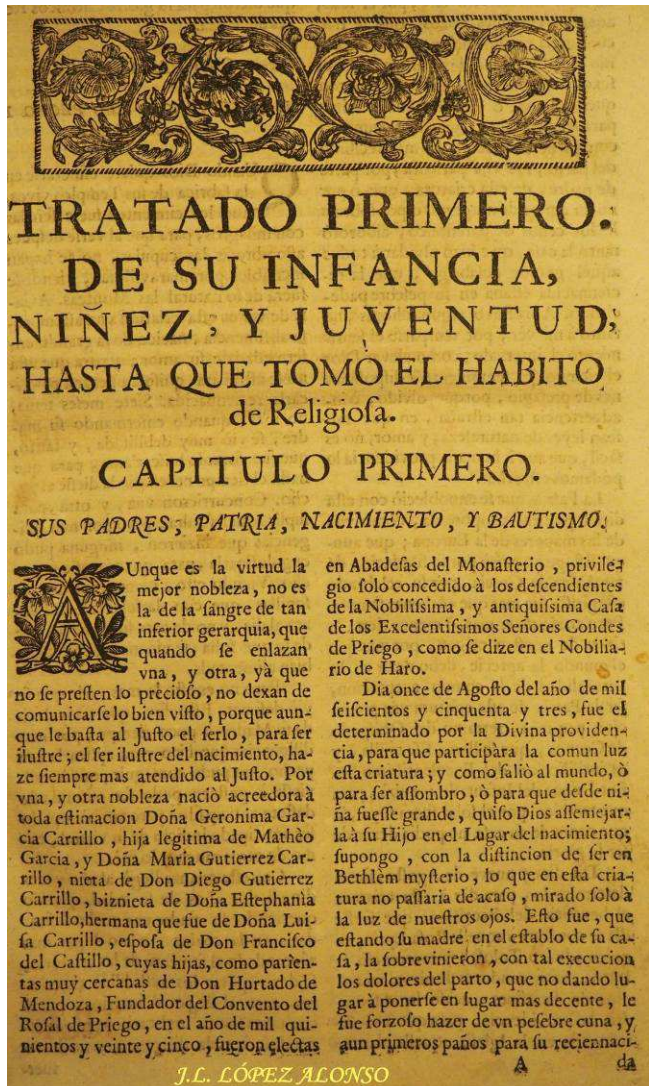 TRATADO PRIMERO.
DE SU INFANCIA,
NIÑEZ, Y JUVENTUD,
HASTA QUE TOMÒ EL HABITO
de Religioſa.
CAPITULO PRIMERO.
SUS PADRES, PATRIA, NACIMIENTO, Y BAUTISMO.
AUnque es la virtud la
mejor nobleza, no es
la de la ſangre de tan
inferior gerarquia, que
quando ſe enlazan
vna, y otra, yà que
no ſe preſten lo precioſo, no dexan de
comunicarſe lo bien viſto, porque aun-
que le baſta al Juſto el ſerlo, para ſer
iluſtre; el ſer iluſtre del nacimiento, ha-
ze ſiempre mas atendido al Juſto. Por
vna, y otra nobleza naciò acreedora à
toda eſtimacion Doña Geronima Gar-
cia Carrillo, hija legitima de Mathèo
Garcia, y Doña Maria Gutierrez Car-
rillo, nieta de Don Diego Gutierrez
Carrillo, biznieta de Doña Eſtephanìa
Carrillo, hermana que fue de Doña Lui-
ſa Carrillo, eſpoſa de Don Franciſco
del Caſtillo, cuyas hijas, como parien-
tas muy cercanas de Don Hurtado de
Mendoza, Fundador del Convento del
Roſal de Priego, en el año de mil qui-
nientos y veinte y cinco, fueron electas
en Abadeſas del Monaſterio, privile-
gio ſolo concedido à los deſcendientes
de la Nobiliſsima, y antiquiſsima Caſa
de los Excelentiſsimos Señores Condes
de Priego, como ſe dize en el Nobilia-
rio de Haro.
Dia once de Agoſto del año de mil
ſeiſcientos y cinquenta y tres, fue el
determinado por la Divina providen-
cia, para que participàra la comun luz
eſta criatura; y como ſaliò al mundo, ò
para ſer aſſombro, ò para que deſde ni-
ña fueſſe grande, quiſo Dios aſſemejar-
la à ſu Hijo en el Lugar del nacimiento;
ſupongo, con la diſtincion de ſer en
Bethlèm myſterio, lo que en eſta cria-
tura no paſſaria de acaſo, mirado ſolo à
la luz de nueſtros ojos. Eſto fue, que
eſtando ſu madre en el eſtablo de ſu ca-
ſa, la ſobrevinieron, con tal execucion
los dolores del parto, que no dando lu-
gar à ponerſe en lugar mas decente, le
fue forzoſo hazer de vn peſebre cuna, y
aun primeros paños para ſu reciennaci-
A da
J.L. LÓPEZ ALONSO